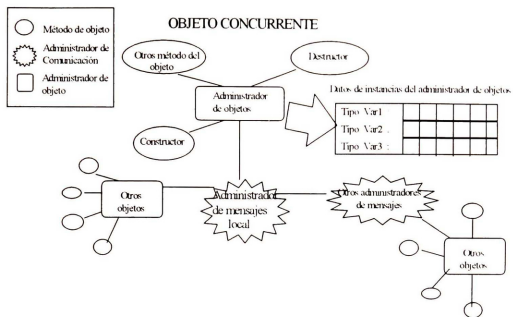 OBJETO CONCURRENTE
Método de objeto
Administrador de
Comunicación
Administrador de
objeto
Otros método del
objeto
Destructor
Administrador
de objetos
Datos de instancias del administrador de objetos
Tipo Var1
Tipo Var2 .
Tipo Var3 :
Constructor
Otros
objetos
Administrador
de mensajes
local
Otros administradores
de mensajes
Otros
objetos